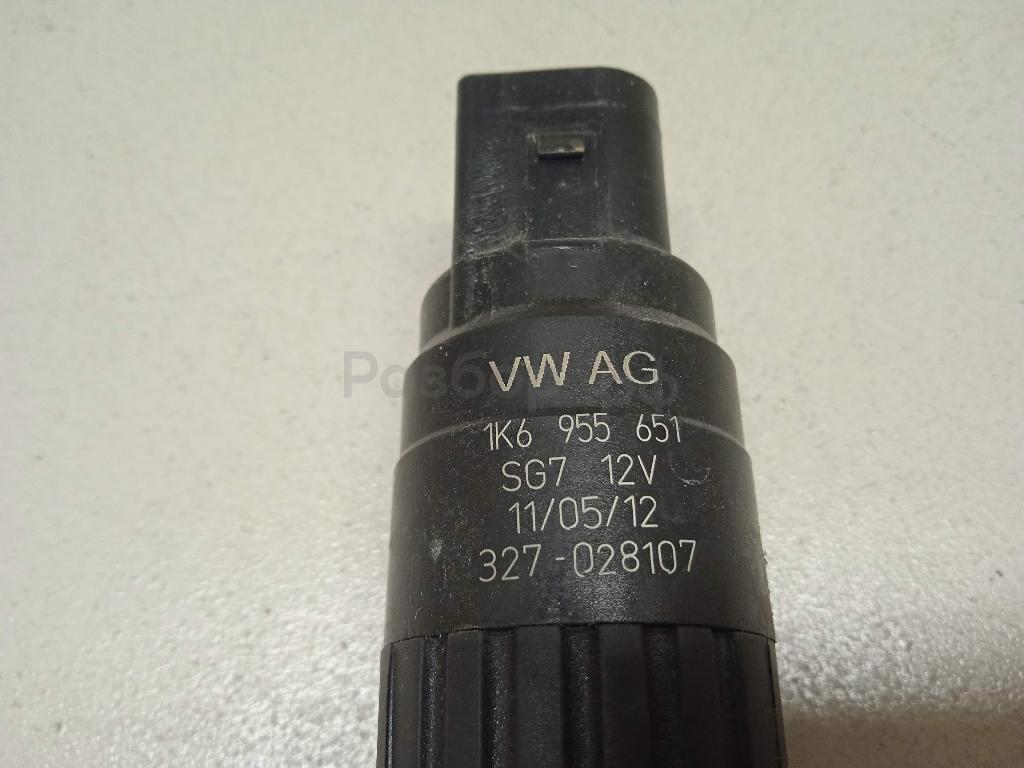 VW AG
1K6 955 651
SG7 12V
11/05/12
327-028107